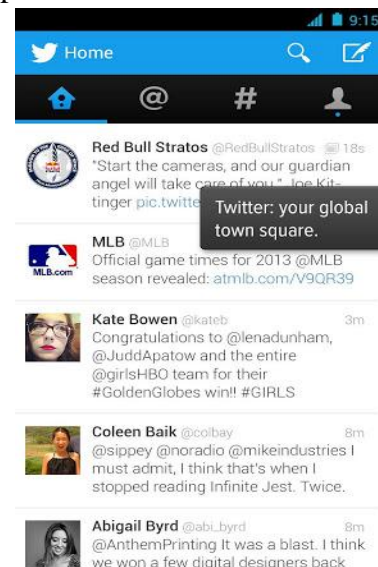 9:15
Home
@ #
Red Bull Stratos @RedBullStratos 18s
"Start the cameras, and our guardian
angel will take care of you." Joe Kit-
tinger pic.twitte
Twitter: your global
town square.
MLB @MLB
Official game times for 2013 @MLB
season revealed: atmlb.com/V9QR39
MLB.com
Kate Bowen @kateb 3m
Congratulations to @lenadunham,
@JuddApatow and the entire
@girlsHBO team for their
#GoldenGlobes win!! #GIRLS
Coleen Baik @colbay 8m
@sippey @noradio @mikeindustries I
must admit, I think that's when I
stopped reading Infinite Jest. Twice.
Abigail Byrd @abi_byrd 8m
@AnthemPrinting It was a blast. I think
we won a few digital designers back